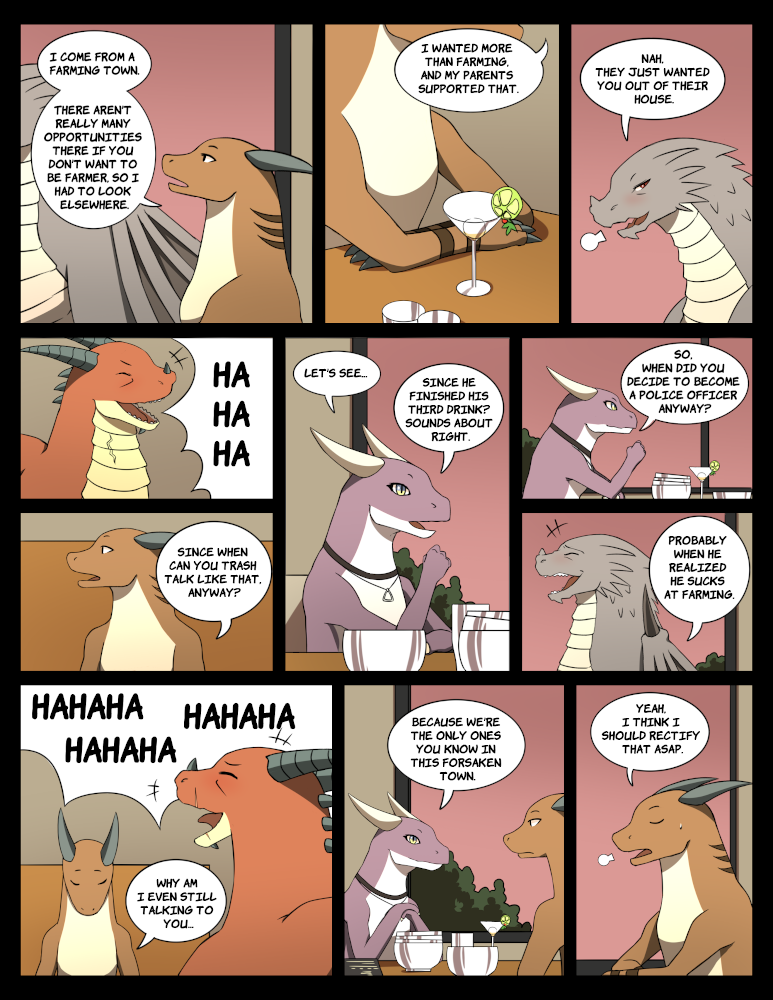 I COME FROM A
FARMING TOWN.
THERE AREN'T
REALLY MANY
OPPORTUNITIES
THERE IF YOU
DON'T WANT TO
BE FARMER, SO I
HAD TO LOOK
ELSEWHERE.
I WANTED MORE
THAN FARMING,
AND MY PARENTS
SUPPORTED THAT.
NAH,
THEY JUST WANTED
YOU OUT OF THEIR
HOUSE.
HA
HA
HA
LET'S SEE...
SINCE HE
FINISHED HIS
THIRD DRINK?
SOUNDS ABOUT
RIGHT.
SO,
WHEN DID YOU
DECIDE TO BECOME
A POLICE OFFICER
ANYWAY?
SINCE WHEN
CAN YOU TRASH
TALK LIKE THAT,
ANYWAY?
PROBABLY
WHEN HE
REALIZED
HE SUCKS
AT FARMING.
HAHAHA
HAHAHA
HAHAHA
WHY AM
I EVEN STILL
TALKING TO
YOU...
BECAUSE WE'RE
THE ONLY ONES
YOU KNOW IN
THIS FORSAKEN
TOWN.
YEAH,
I THINK I
SHOULD RECTIFY
THAT ASAP.